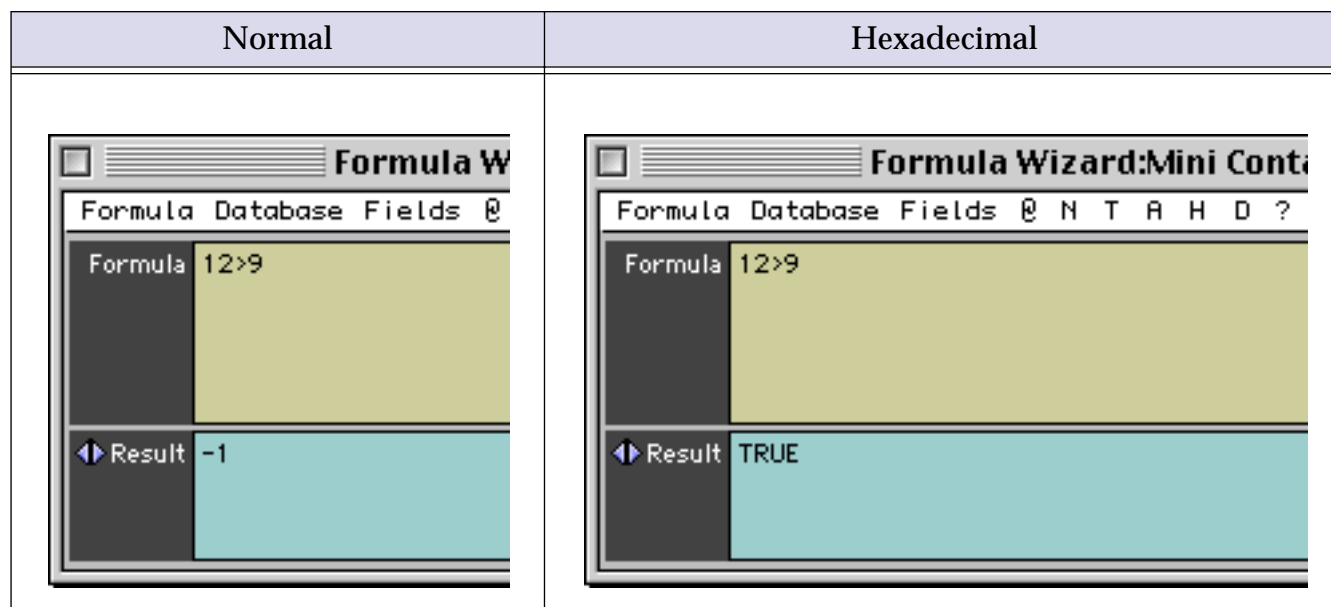 Normal
Hexadecimal
Formula W
Formula Database Fields @
Formula 12>9
Result -1
Formula Wizard:Mini Conta
Formula Database Fields @ N T A H D ?
Formula 12>9
Result TRUE